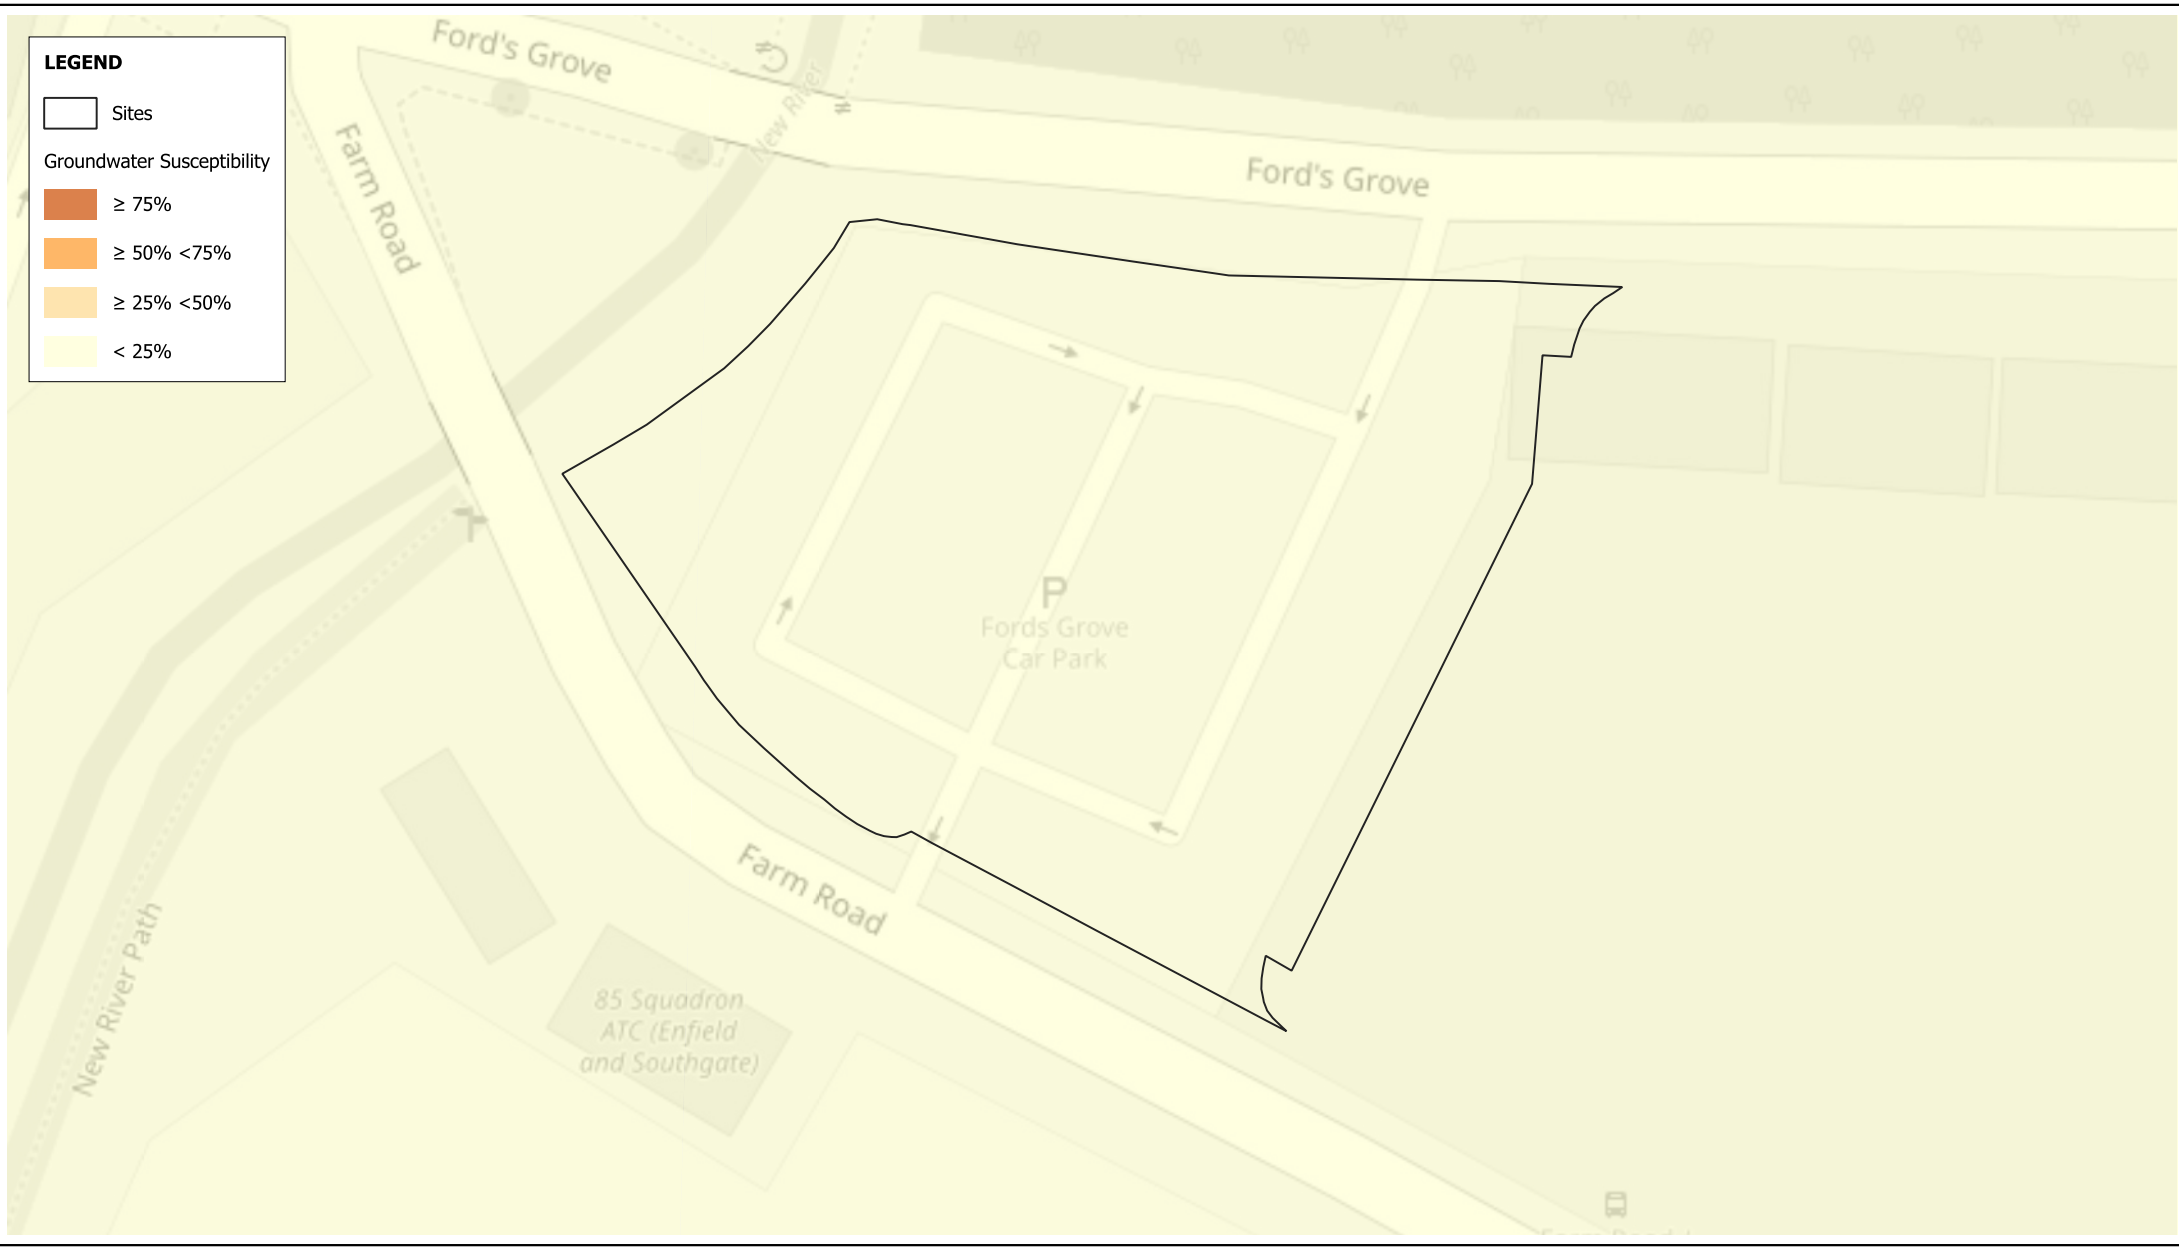 LEGEND
Sites
Groundwater Susceptibility
≥ 75%
≥ 50% <75%
≥ 25% <50%
< 25%
Ford's Grove
New River
Farm Road
Ford's Grove
P
Fords Grove
Car Park
Farm Road
New River Path
85 Squadron
ATC (Enfield
and Southgate)